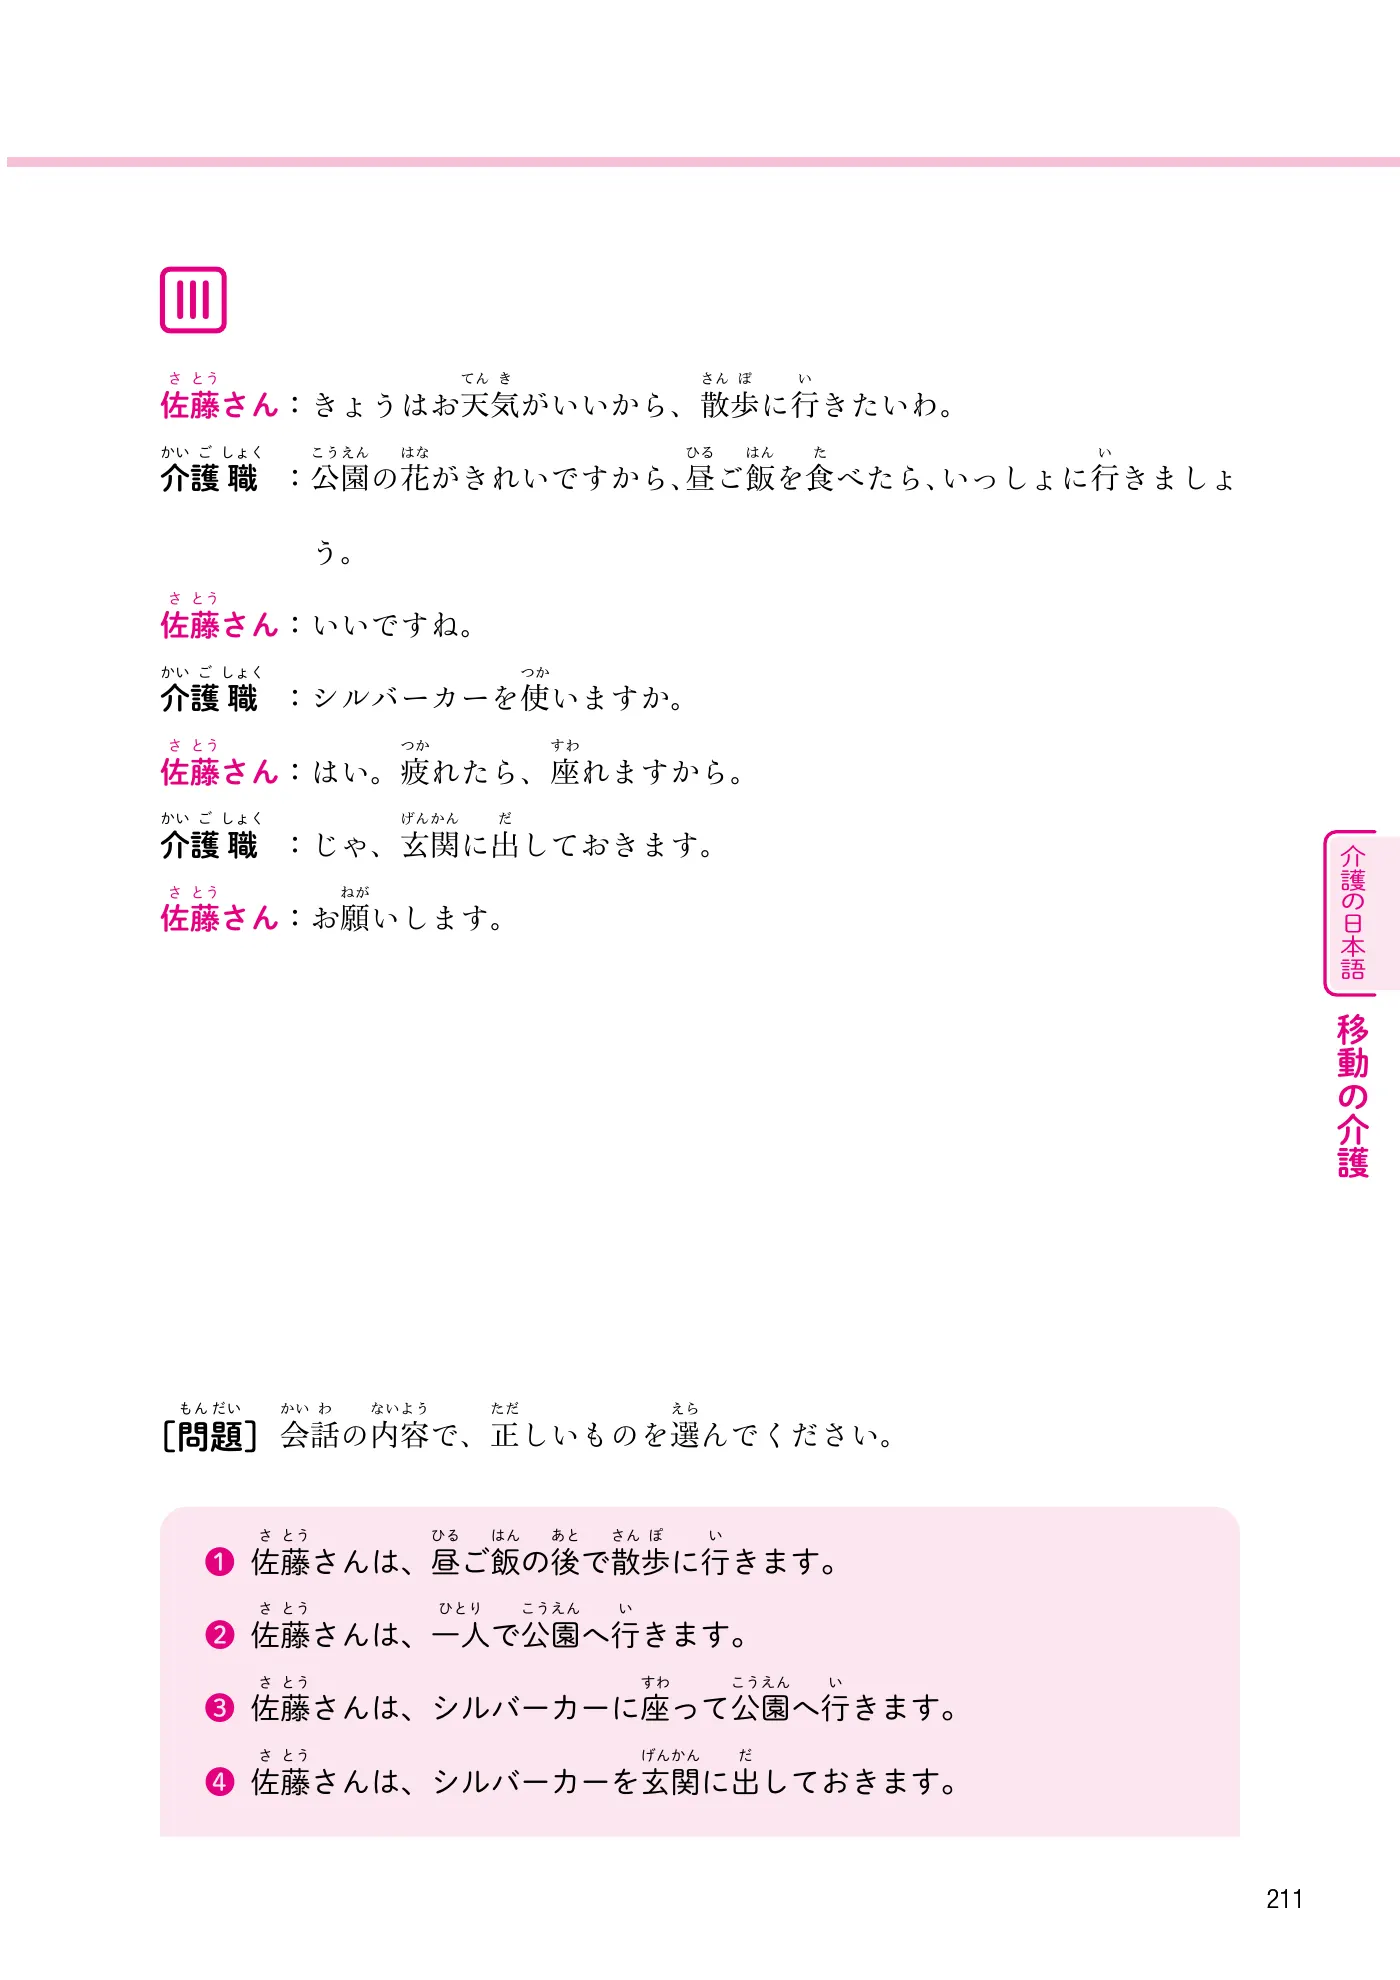 III
佐藤さん：きょうはお天気がいいから、散歩に行きたいわ。
介護職：公園の花がきれいですから、昼ご飯を食べたら、いっしょに行きましょ
う。
佐藤さん：いいですね。
介護職：シルバーカーを使いますか。
佐藤さん：はい。疲れたら、座れますから。
介護職：じゃ、玄関に出しておきます。
佐藤さん：お願いします。
［問題］ 会話の内容で、正しいものを選んでください。
❶ 佐藤さんは、昼ご飯の後で散歩に行きます。
❷ 佐藤さんは、一人で公園へ行きます。
❸ 佐藤さんは、シルバーカーに座って公園へ行きます。
❹ 佐藤さんは、シルバーカーを玄関に出しておきます。
介護の日本語
移動の介護
211